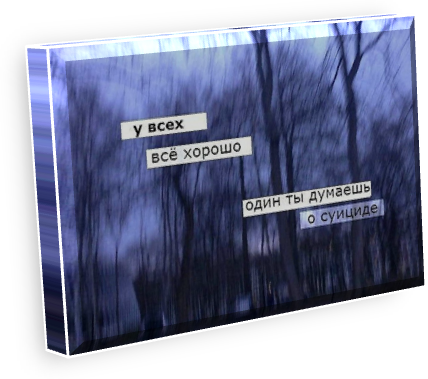 у всех
всё хорошо
один ты думаешь
о суициде